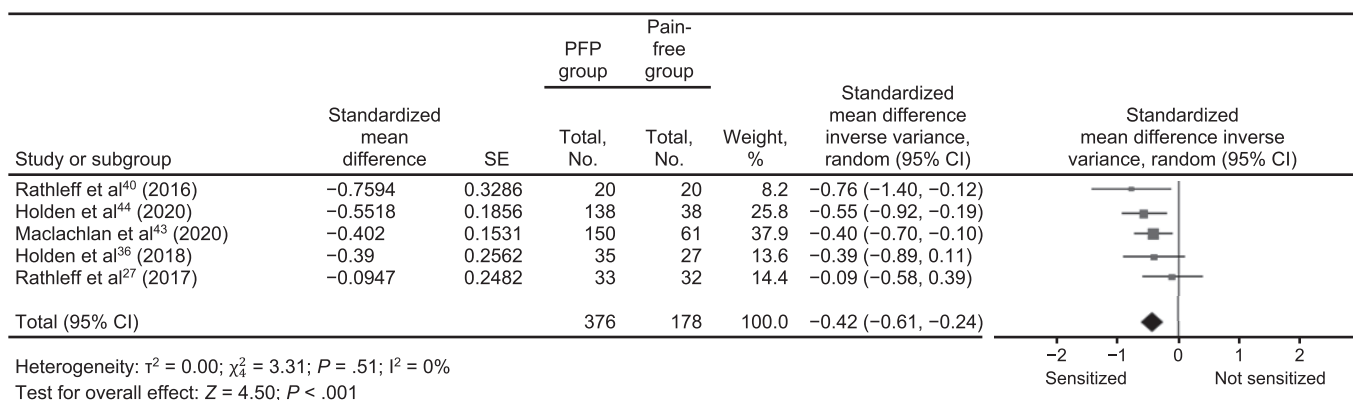 Study or subgroup Standardized mean difference SE PFP group Total, No. Pain-free group Total, No. Weight, % Standardized mean difference inverse variance, random (95% CI) Standardized mean difference inverse variance, random (95% CI)
Rathleff et al40 (2016) −0.7594 0.3286 20 20 8.2 −0.76 (−1.40, −0.12)
Holden et al44 (2020) −0.5518 0.1856 138 38 25.8 −0.55 (−0.92, −0.19)
Maclachlan et al43 (2020) −0.402 0.1531 150 61 37.9 −0.40 (−0.70, −0.10)
Holden et al36 (2018) −0.39 0.2562 35 27 13.6 −0.39 (−0.89, 0.11)
Rathleff et al27 (2017) −0.0947 0.2482 33 32 14.4 −0.09 (−0.58, 0.39)
Total (95% CI) 376 178 100.0 −0.42 (−0.61, −0.24)
−2 −1 0 1 2
Sensitized Not sensitized
Heterogeneity: τ2 = 0.00; χ24 = 3.31; P = .51; I2 = 0%
Test for overall effect: Z = 4.50; P < .001